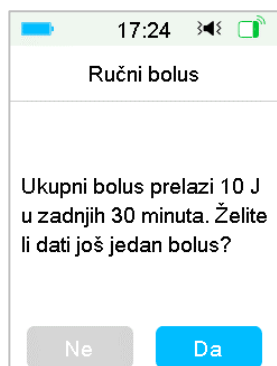 17:24
Ručni bolus
Ukupni bolus prelazi 10 J
u zadnjih 30 minuta. Želite
li dati još jedan bolus?
Ne Da